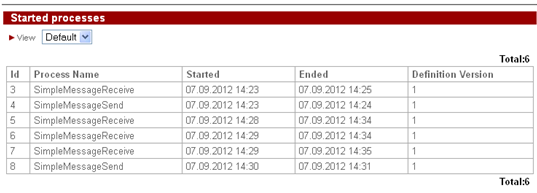 Started processes
View Default
Total:6
Id Process Name Started Ended Definition Version
3 SimpleMessageReceive 07.09.2012 14:23 07.09.2012 14:25 1
4 SimpleMessageSend 07.09.2012 14:23 07.09.2012 14:24 1
5 SimpleMessageReceive 07.09.2012 14:28 07.09.2012 14:34 1
6 SimpleMessageReceive 07.09.2012 14:29 07.09.2012 14:34 1
7 SimpleMessageReceive 07.09.2012 14:29 07.09.2012 14:35 1
8 SimpleMessageSend 07.09.2012 14:30 07.09.2012 14:31 1
Total:6